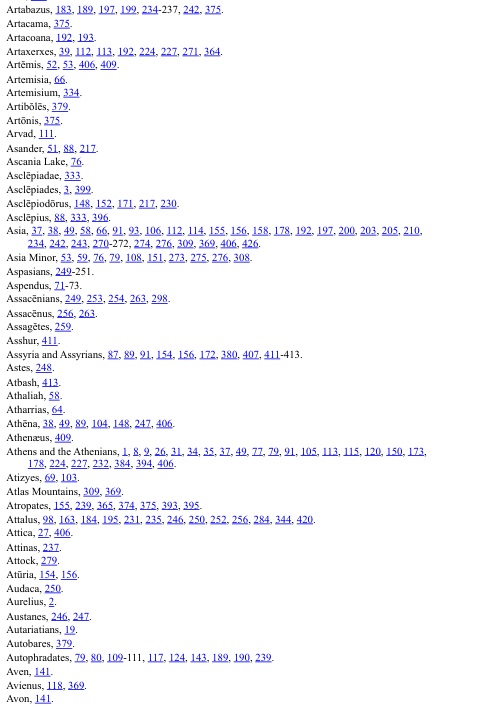 Artabazus, 183, 189, 197, 199, 234-237, 242, 375.
Artacama, 375.
Artacoana, 192, 193.
Artaxerxes, 39, 112, 113, 192, 224, 227, 271, 364.
Artēmis, 52, 53, 406, 409.
Artemisia, 66.
Artemisium, 334.
Artibōlēs, 379.
Artōnis, 375.
Arvad, 111.
Asander, 51, 88, 217.
Ascania Lake, 76.
Asclēpiadae, 333.
Asclēpiades, 3, 399.
Asclēpiodōrus, 148, 152, 171, 217, 230.
Asclēpius, 88, 333, 396.
Asia, 37, 38, 49, 58, 66, 91, 93, 106, 112, 114, 155, 156, 158, 178, 192, 197, 200, 203, 205, 210,
234, 242, 243, 270-272, 274, 276, 309, 369, 406, 426.
Asia Minor, 53, 59, 76, 79, 108, 151, 273, 275, 276, 308.
Aspasians, 249-251.
Aspendus, 71-73.
Assacēnians, 249, 253, 254, 263, 298.
Assacēnus, 256, 263.
Assagētes, 259.
Asshur, 411.
Assyria and Assyrians, 87, 89, 91, 154, 156, 172, 380, 407, 411-413.
Astes, 248.
Atbash, 413.
Athaliah, 58.
Atharrias, 64.
Athēna, 38, 49, 89, 104, 148, 247, 406.
Athenæus, 409.
Athens and the Athenians, 1, 8, 9, 26, 31, 34, 35, 37, 49, 77, 79, 91, 105, 113, 115, 120, 150, 173,
178, 224, 227, 232, 384, 394, 406.
Atizyes, 69, 103.
Atlas Mountains, 309, 369.
Atropates, 155, 239, 365, 374, 375, 393, 395.
Attalus, 98, 163, 184, 195, 231, 235, 246, 250, 252, 256, 284, 344, 420.
Attica, 27, 406.
Attinas, 237.
Attock, 279.
Atūria, 154, 156.
Audaca, 250.
Aurelius, 2.
Austanes, 246, 247.
Autariatians, 19.
Autobares, 379.
Autophradates, 79, 80, 109-111, 117, 124, 143, 189, 190, 239.
Aven, 141.
Avienus, 118, 369.
Avon, 141.